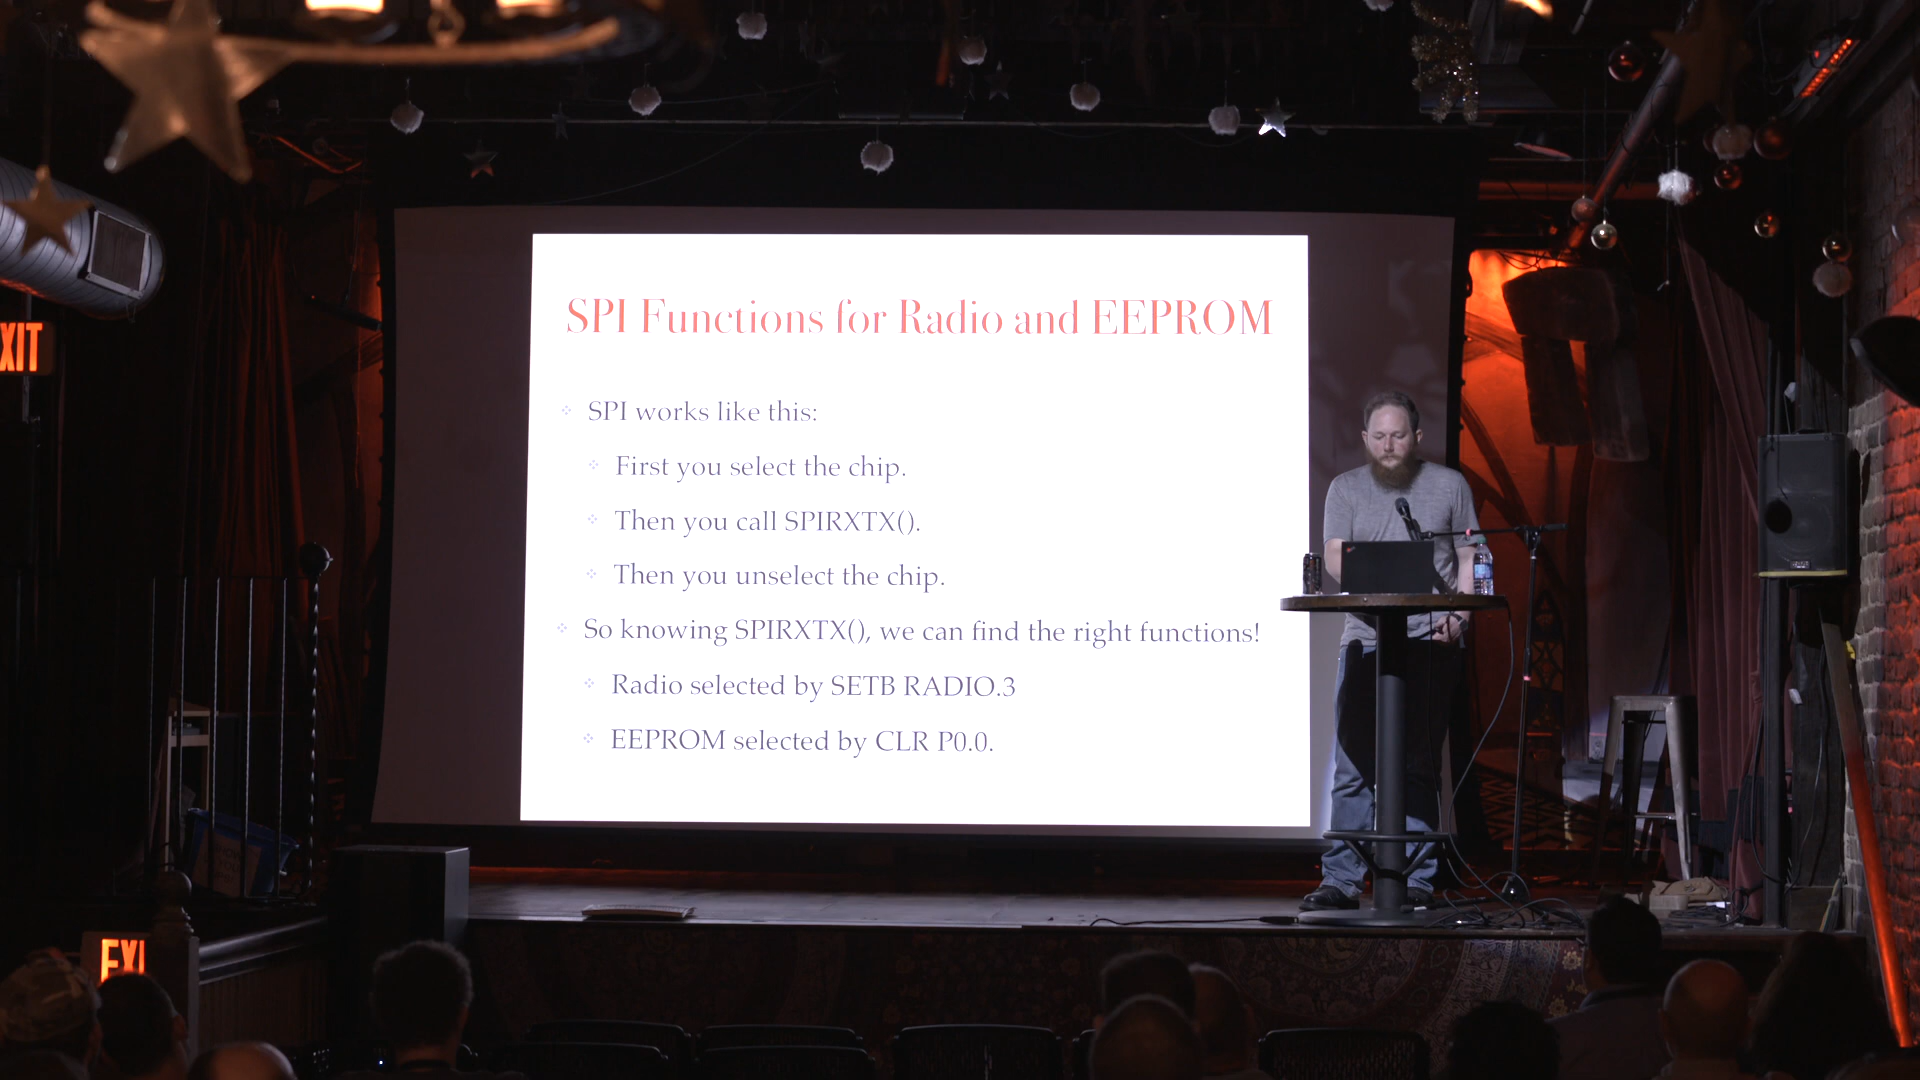 SPI Functions for Radio and EEPROM
SPI works like this:
First you select the chip.
Then you call SPIRXTX().
Then you unselect the chip.
So knowing SPIRXTX(), we can find the right functions!
Radio selected by SETB RADIO.3
EEPROM selected by CLR P0.0.
XIT
EXI